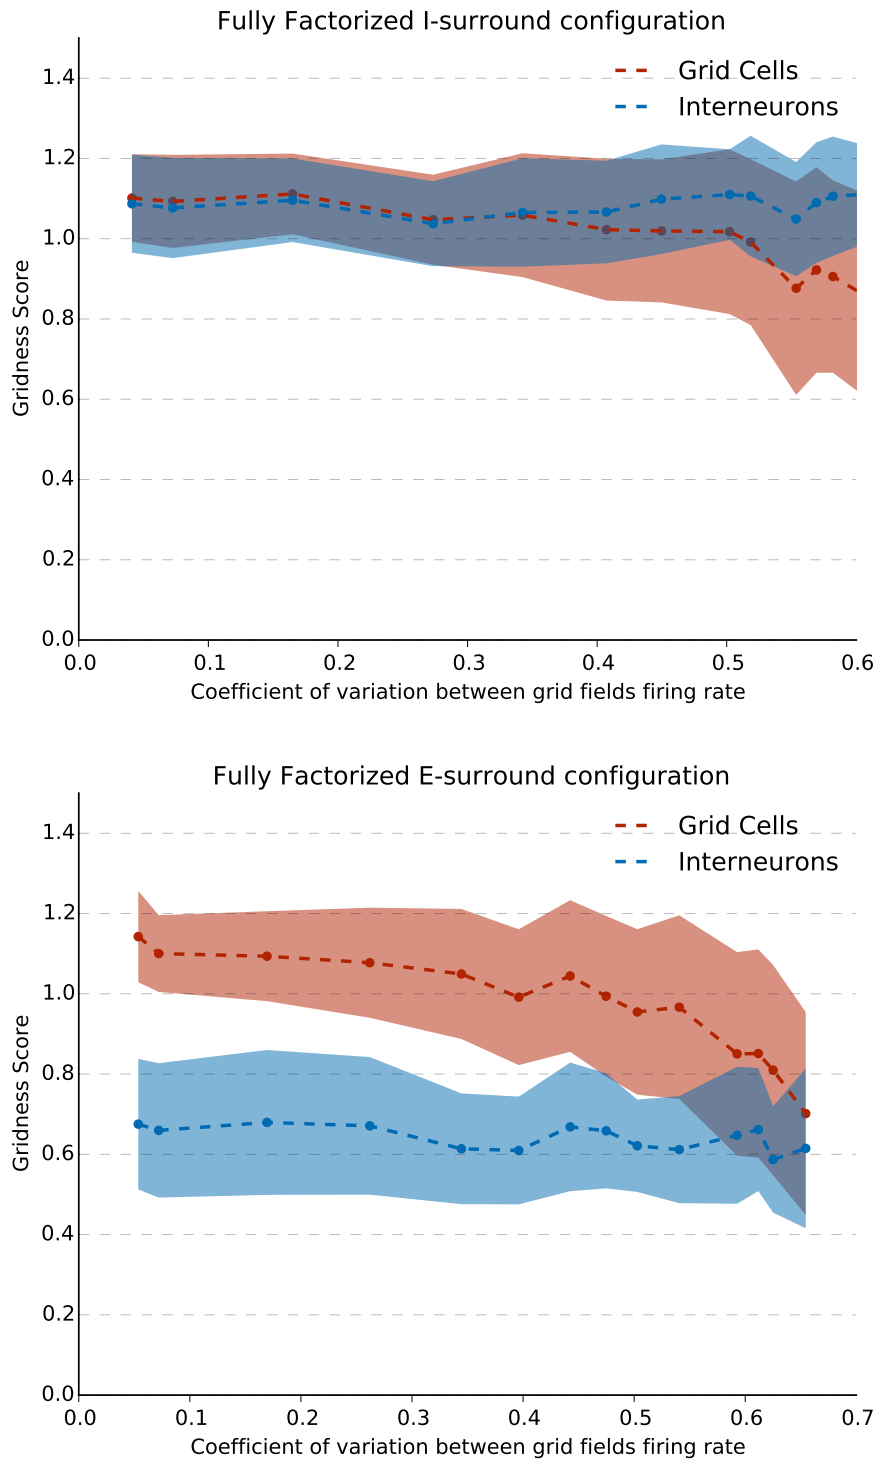 Fully Factorized I-surround configuration
Grid Cells
Interneurons
1.4
1.2
1.0
0.8
0.6
0.4
0.2
0.0
Gridness Score
0.0 0.1 0.2 0.3 0.4 0.5 0.6
Coefficient of variation between grid fields firing rate
Fully Factorized E-surround configuration
Grid Cells
Interneurons
1.4
1.2
1.0
0.8
0.6
0.4
0.2
0.0
Gridness Score
0.0 0.1 0.2 0.3 0.4 0.5 0.6 0.7
Coefficient of variation between grid fields firing rate